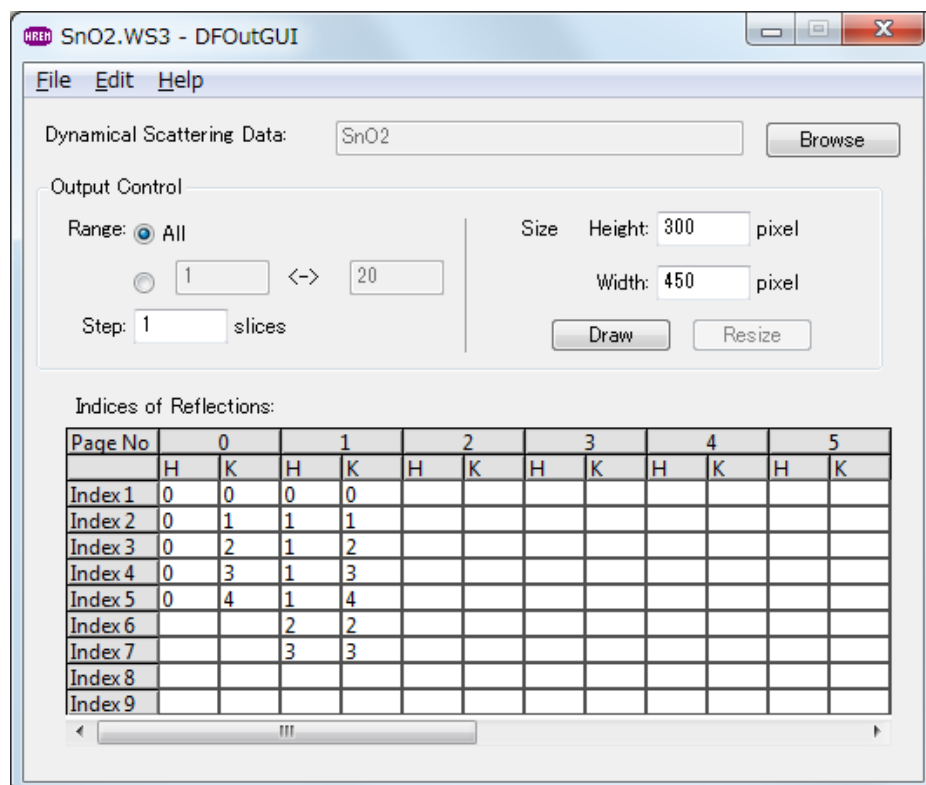 HREM SnO2.WS3 - DFOutGUI
File Edit Help
Dynamical Scattering Data: SnO2 Browse
Output Control
Range: All
1 <-> 20
Step: 1 slices
Size Height: 300 pixel
Width: 450 pixel
Draw Resize
Indices of Reflections:
Page No 0 1 2 3 4 5
H K H K H K H K H K H K
Index 1 0 0 0 0
Index 2 0 1 1 1
Index 3 0 2 1 2
Index 4 0 3 1 3
Index 5 0 4 1 4
Index 6 2 2
Index 7 3 3
Index 8
Index 9